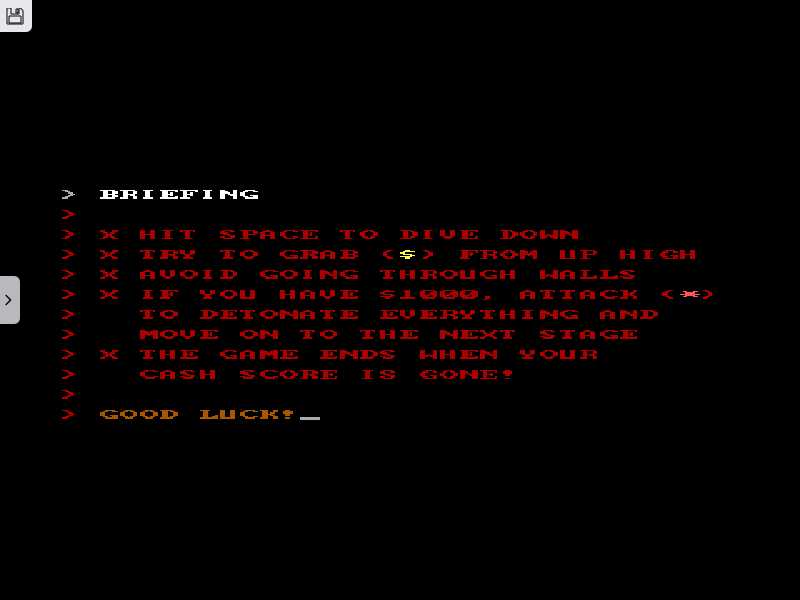 > BRIEFING
>
> X HIT SPACE TO DIVE DOWN
> X TRY TO GRAB ($) FROM UP HIGH
> X AVOID GOING THROUGH WALLS
> X IF YOU HAVE $1000, ATTACK (*)
> TO DETONATE EVERYTHING AND
> MOVE ON TO THE NEXT STAGE
> X THE GAME ENDS WHEN YOUR
> CASH SCORE IS GONE!
>
> GOOD LUCK!_